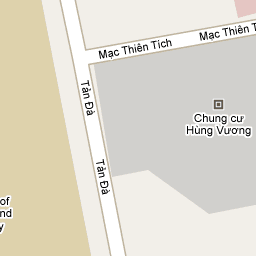 Mạc Thiên Tích
Mạc Thiên T
Tản Đà
Chung cư
Hùng Vương
Tản Đà
of
nd
y